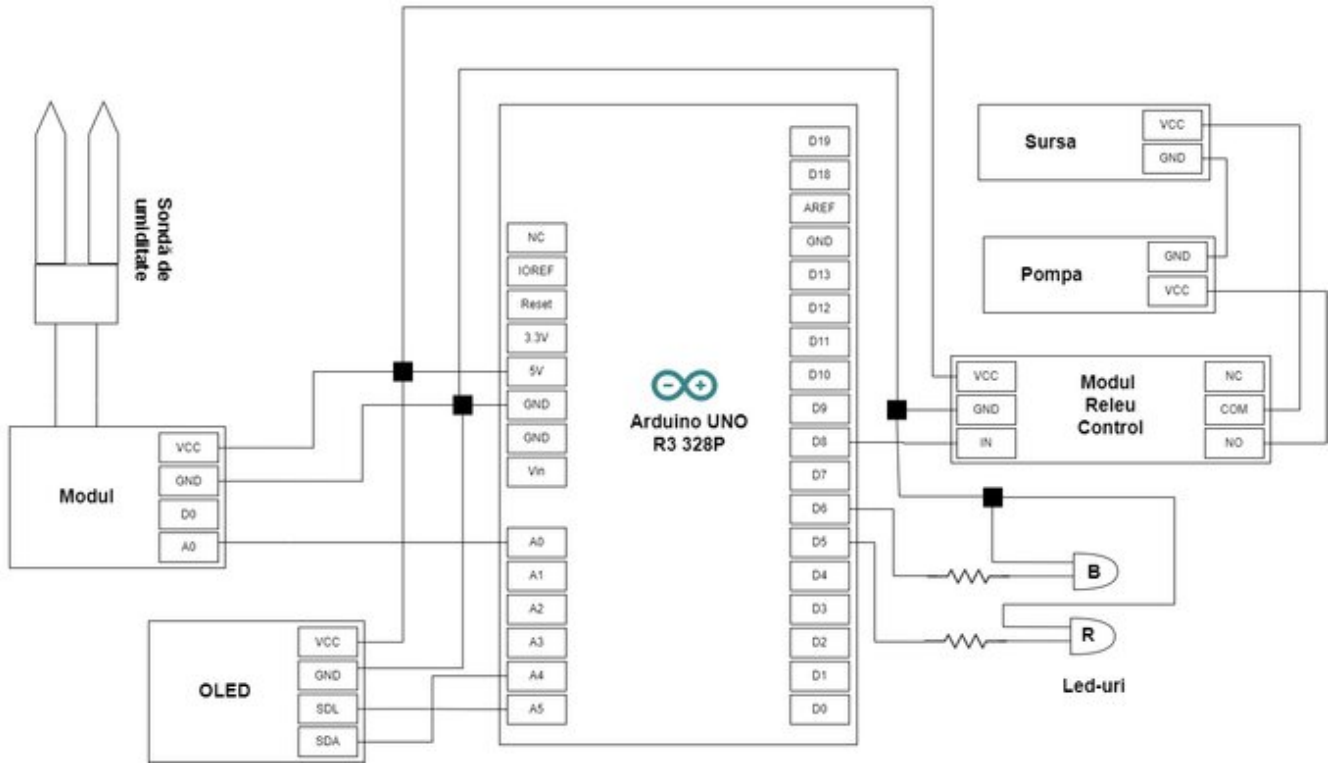 Sondă de
umiditate
Modul
VCC
GND
D0
A0
OLED
VCC
GND
SDL
SDA
NC
IOREF
Reset
3.3V
5V
GND
GND
Vin
A0
A1
A2
A3
A4
A5
Arduino UNO
R3 328P
D19
D18
AREF
GND
D13
D12
D11
D10
D9
D8
D7
D6
D5
D4
D3
D2
D1
D0
Sursa
VCC
GND
Pompa
GND
VCC
VCC
GND
IN
Modul
Releu
Control
NC
COM
NO
B
R
Led-uri